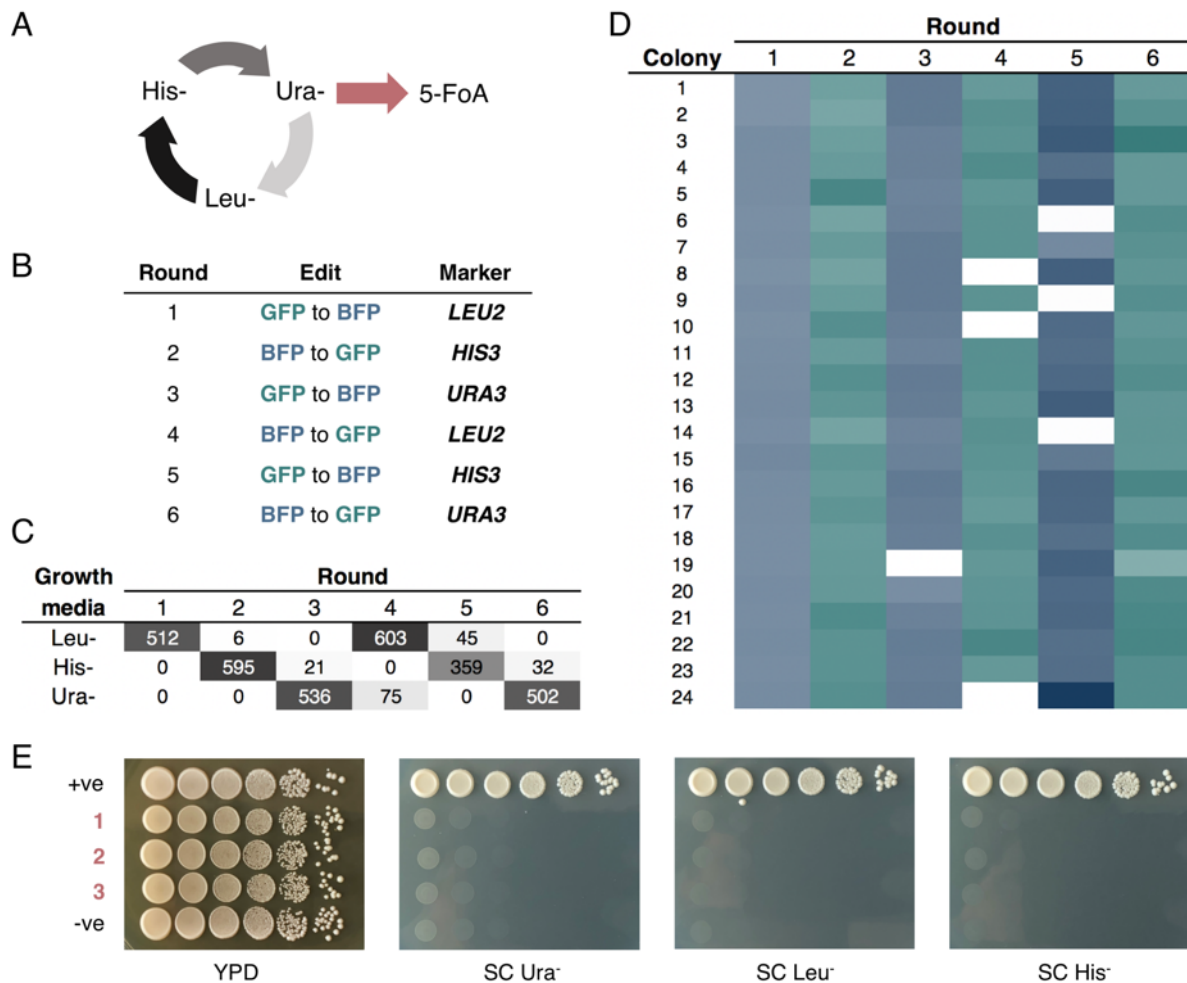 A
His-
Ura-
5-FoA
Leu-
B
Round Edit Marker
1 GFP to BFP LEU2
2 BFP to GFP HIS3
3 GFP to BFP URA3
4 BFP to GFP LEU2
5 GFP to BFP HIS3
6 BFP to GFP URA3
C
Growth Round
media 1 2 3 4 5 6
Leu- 512 6 0 603 45 0
His- 0 595 21 0 359 32
Ura- 0 0 536 75 0 502
D
Round
Colony 1 2 3 4 5 6
1
2
3
4
5
6
7
8
9
10
11
12
13
14
15
16
17
18
19
20
21
22
23
24
E
+ve
1
2
3
-ve
YPD
SC Ura⁻
SC Leu⁻
SC His⁻